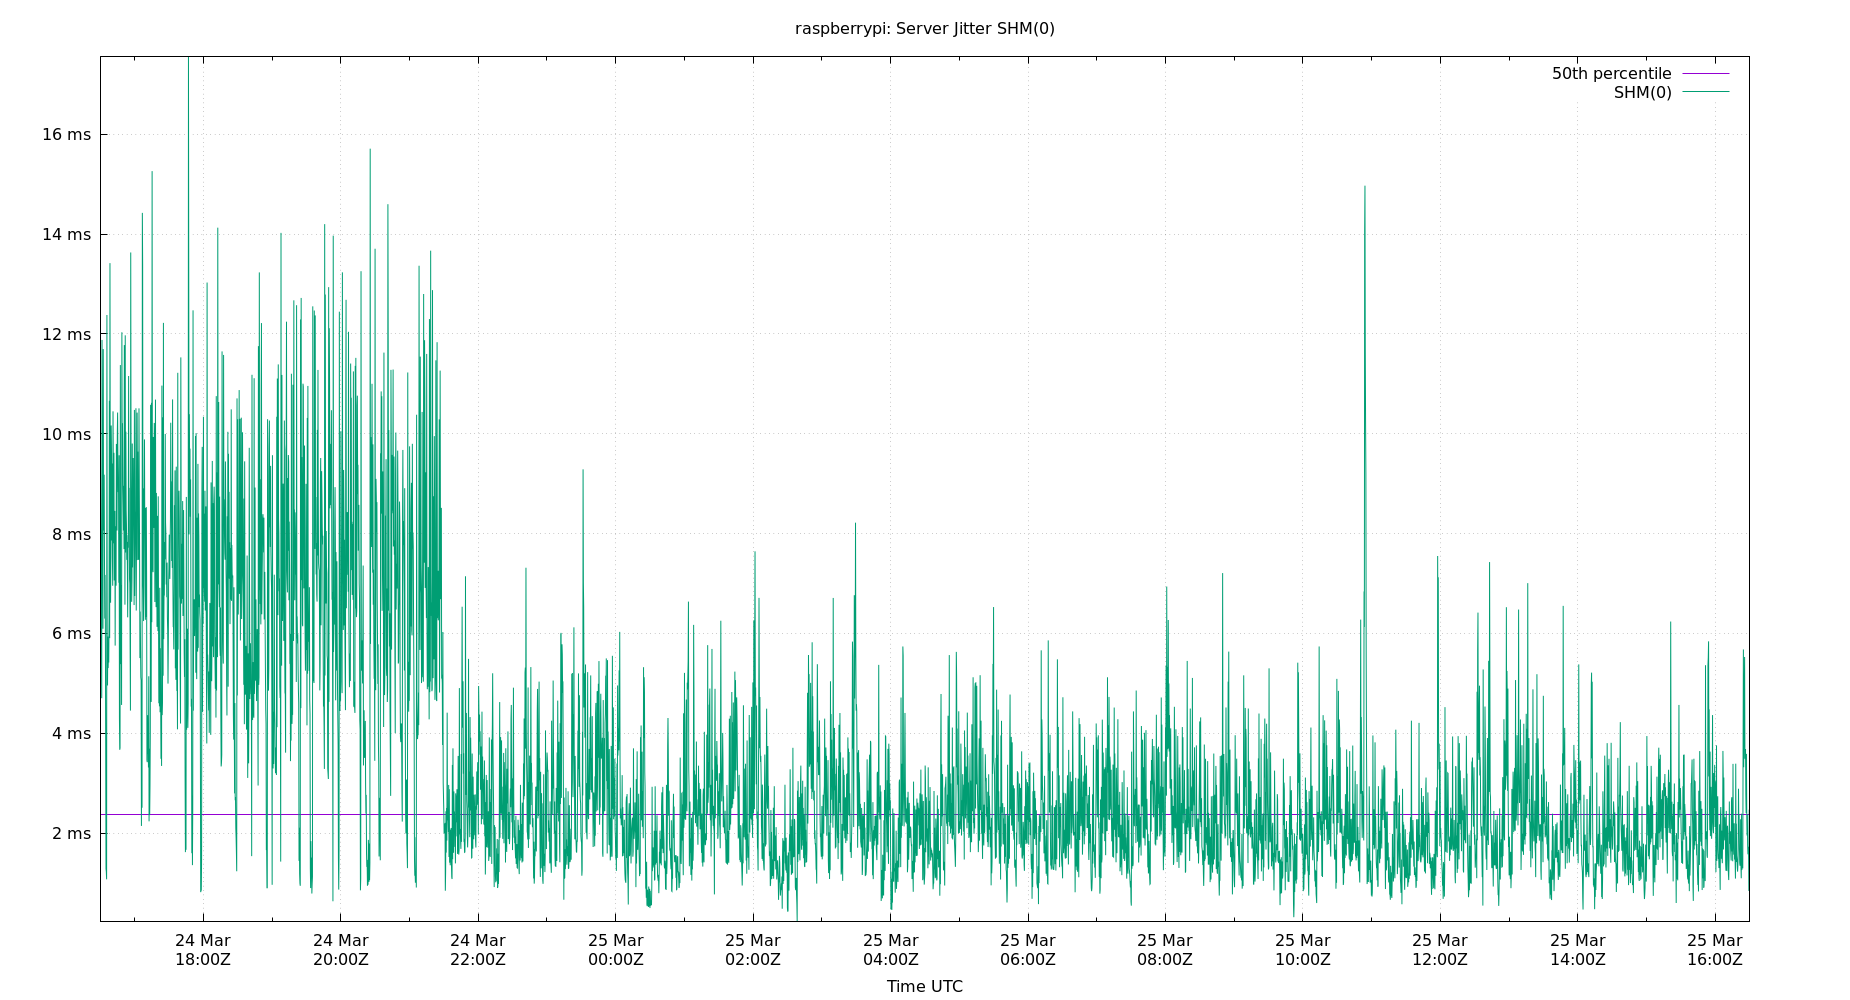 raspberrypi: Server Jitter SHM(0)
50th percentile
SHM(0)
16 ms
14 ms
12 ms
10 ms
8 ms
6 ms
4 ms
2 ms
24 Mar 24 Mar 24 Mar 25 Mar 25 Mar 25 Mar 25 Mar 25 Mar 25 Mar 25 Mar 25 Mar 25 Mar
18:00Z 20:00Z 22:00Z 00:00Z 02:00Z 04:00Z 06:00Z 08:00Z 10:00Z 12:00Z 14:00Z 16:00Z
Time UTC